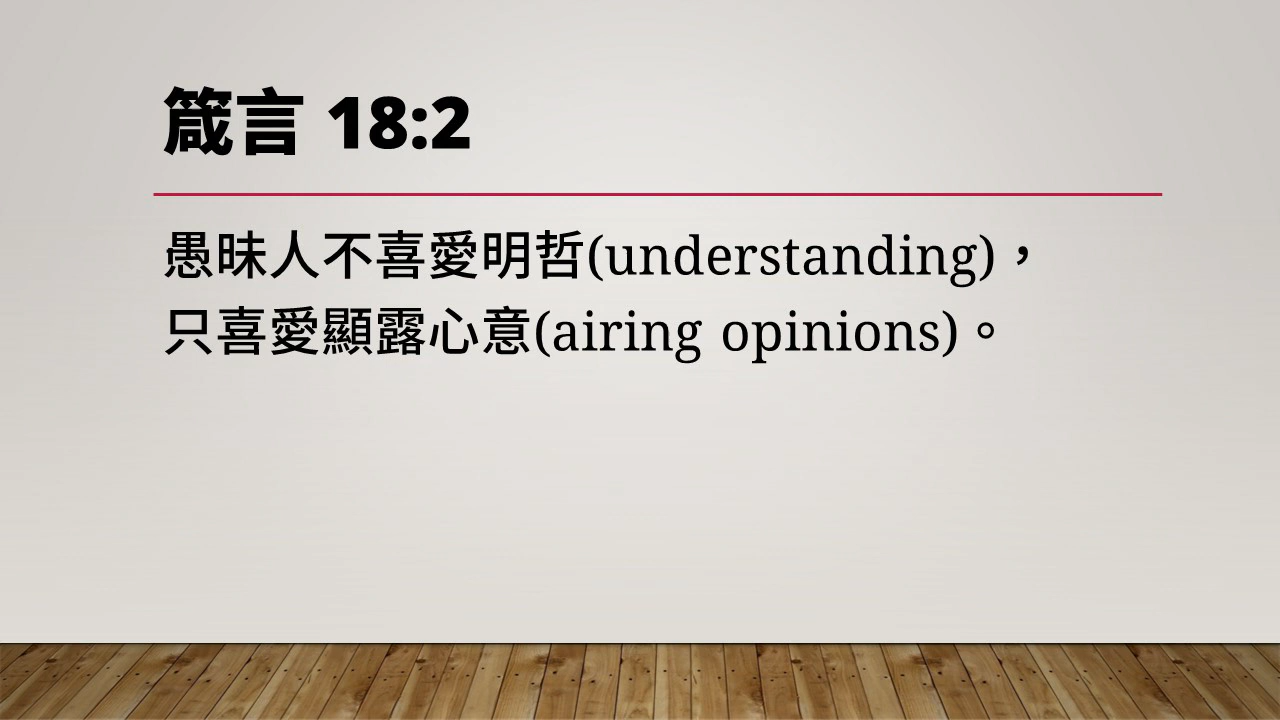 箴言 18:2
愚昧人不喜愛明哲(understanding)，
只喜愛顯露心意(airing opinions)。